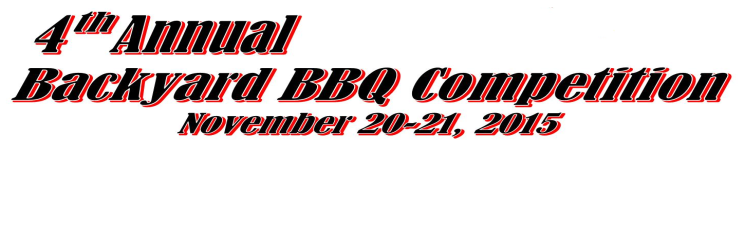 4th Annual
Backyard BBQ Competition
November 20-21, 2015